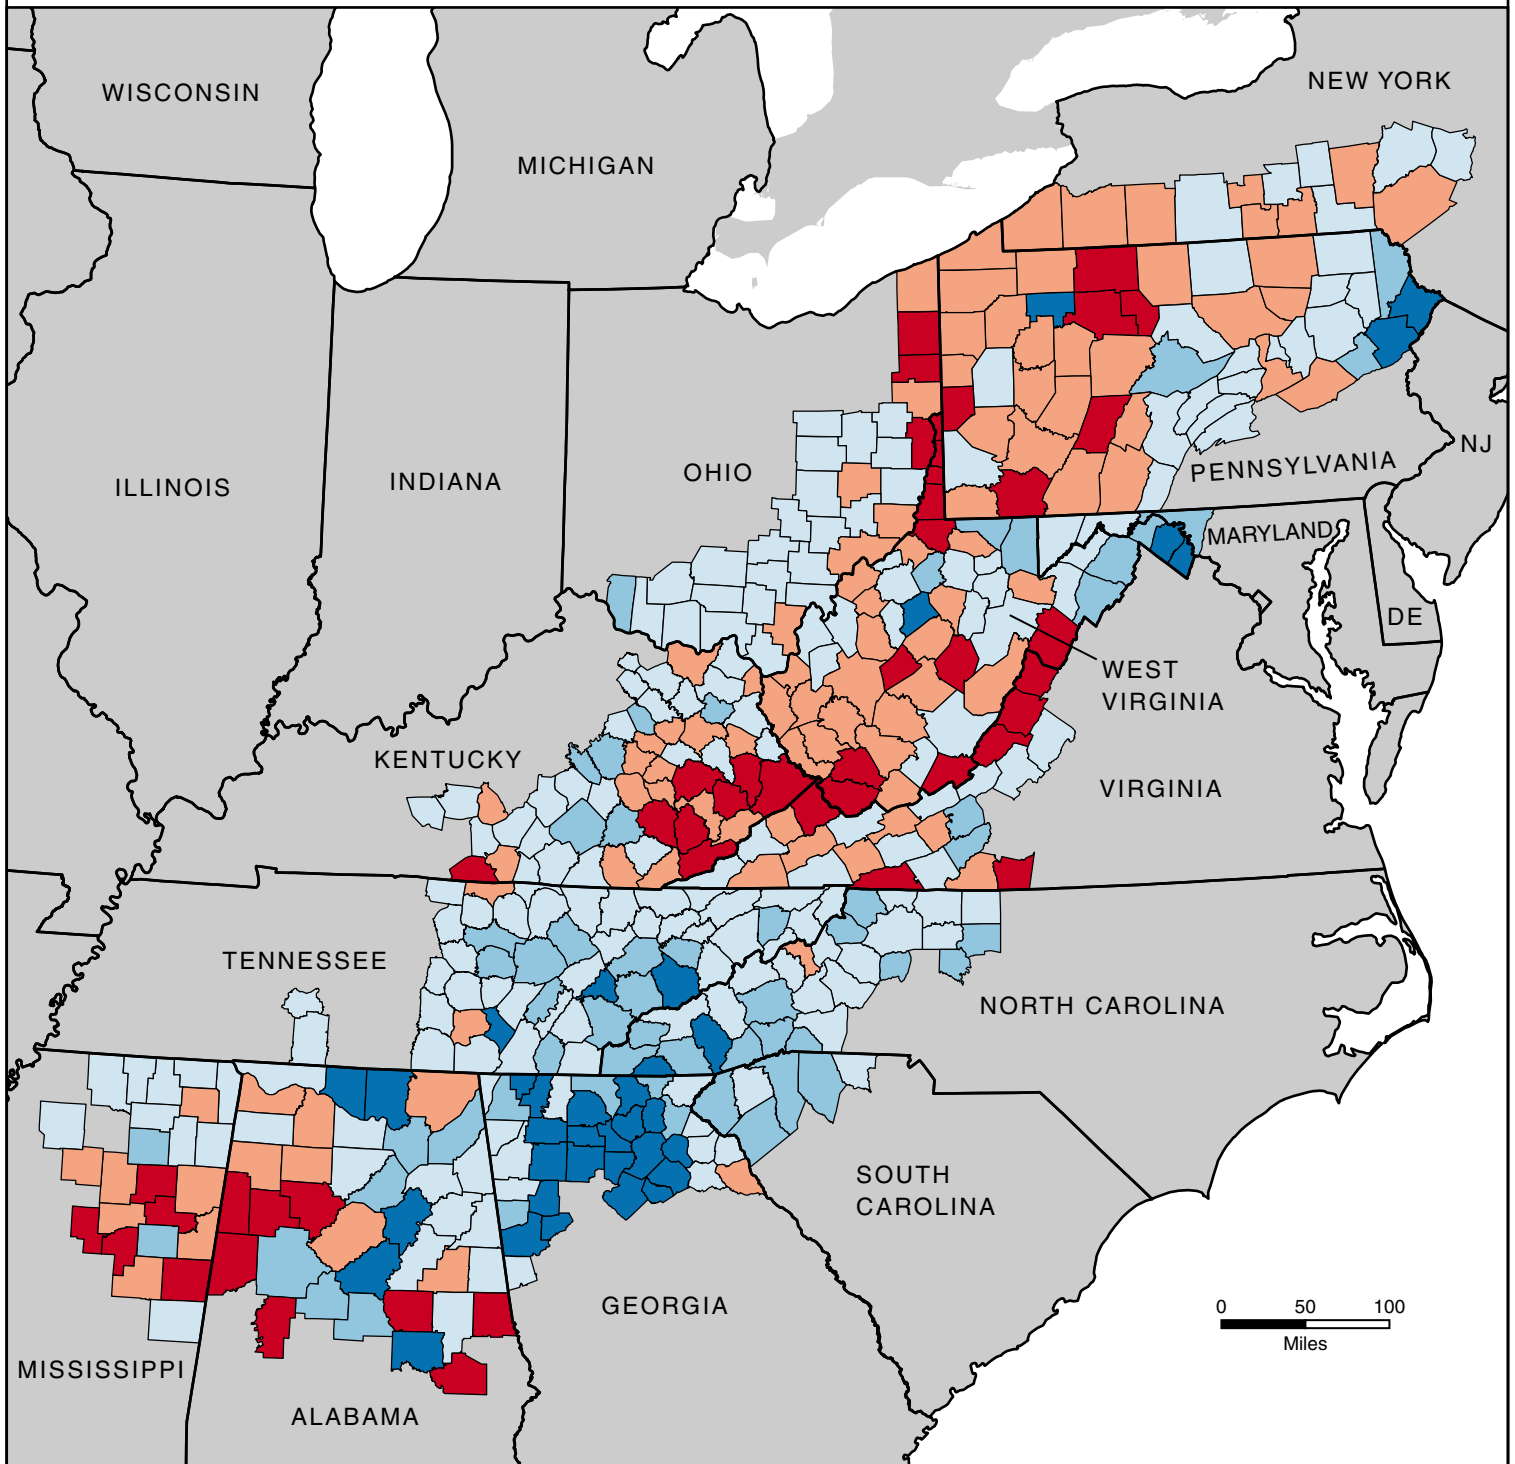 WISCONSIN
NEW YORK
MICHIGAN
NJ
PENNSYLVANIA
OHIO
INDIANA
ILLINOIS
MARYLAND
DE
WEST
VIRGINIA
KENTUCKY
VIRGINIA
TENNESSEE
NORTH CAROLINA
SOUTH
CAROLINA
GEORGIA
0 50 100
Miles
MISSISSIPPI
ALABAMA